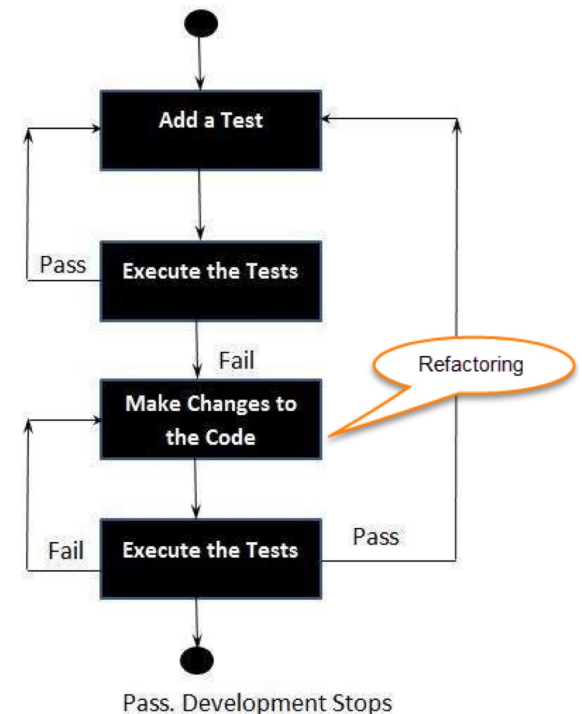 Add a Test
Pass
Execute the Tests
Fail
Refactoring
Make Changes to
the Code
Fail
Execute the Tests
Pass
Pass. Development Stops